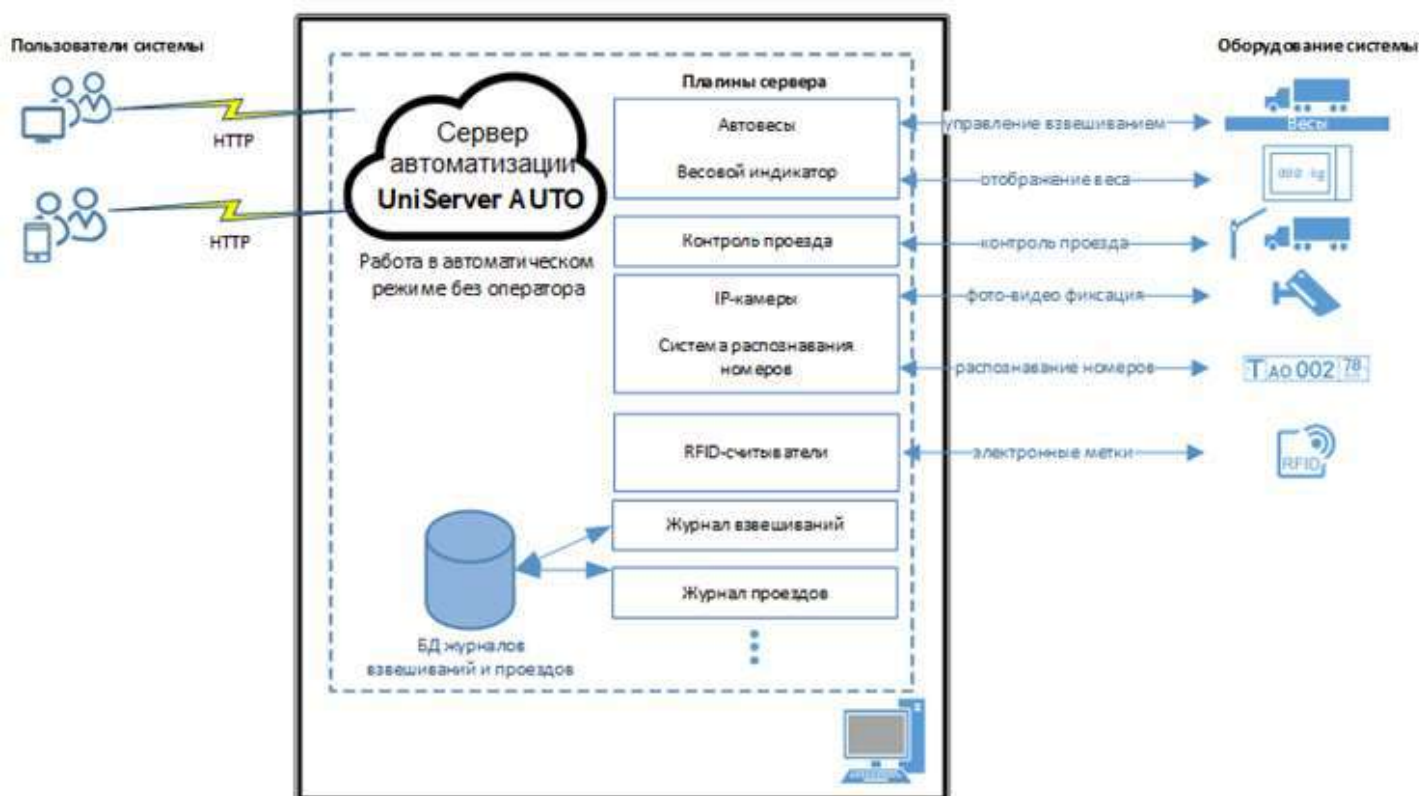 Пользователи системы
HTTP
HTTP
Сервер
автоматизации
UniServer AUTO
Работа в автоматическом
режиме без оператора
БД журналов
взвешиваний и проездов
Плагины сервера
Автовесы
Весовой индикатор
Контроль проезда
IP-камеры
Система распознавания
номеров
RFID-считыватели
Журнал взвешиваний
Журнал проездов
управление взвешиванием
отображение веса
контроль проезда
фото-видео фиксация
распознавание номеров
электронные метки
Оборудование системы
Весы
000 kg
Т АО 002 78
RFID